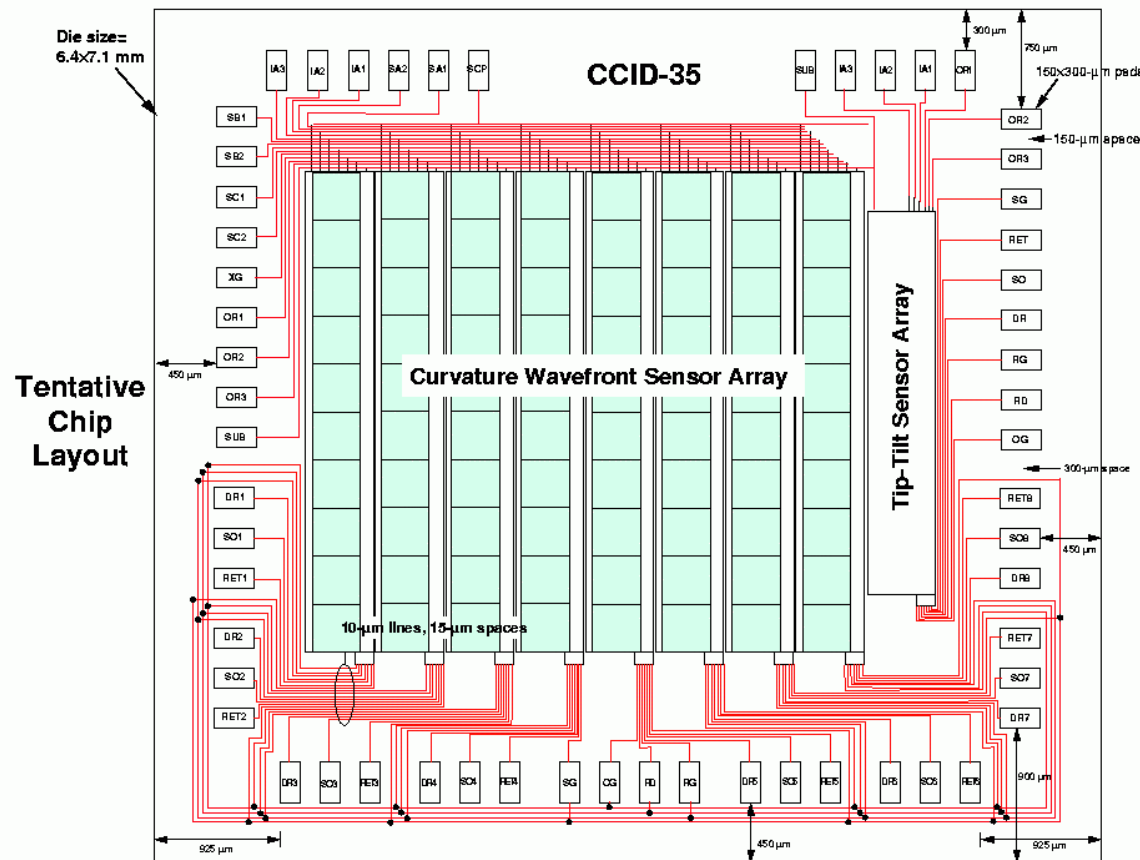 Die size=
6.4x7.1 mm
CCID-35
300 µm
750 µm
150x300-µm pads
150-µm space
IA3
IA2
IA1
SA2
SA1
SCP
SUB
IA3
IA2
IA1
OR1
SB1
SB2
SC1
SC2
XG
OR1
OR2
OR3
SUB
450 µm
OR2
OR3
SG
RET
SO
DR
RG
RD
OG
300-µm space
Tentative
Chip
Layout
Curvature Wavefront Sensor Array
Tip-Tilt Sensor Array
10-µm lines, 15-µm spaces
DR1
SO1
RET1
DR2
SO2
RET2
RET8
SO8
DR8
RET7
SO7
DR7
450 µm
900 µm
DR3
SO3
RET3
DR4
SO4
RET4
SG
OG
RD
RG
DR5
SO5
RET5
DR6
SO6
RET6
925 µm
450 µm
925 µm